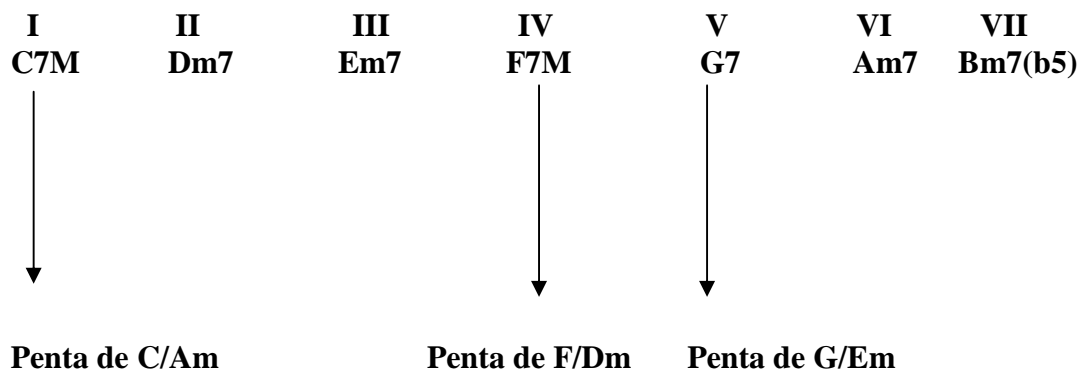 I II III IV V VI VII
C7M Dm7 Em7 F7M G7 Am7 Bm7(b5)
Penta de C/Am Penta de F/Dm Penta de G/Em